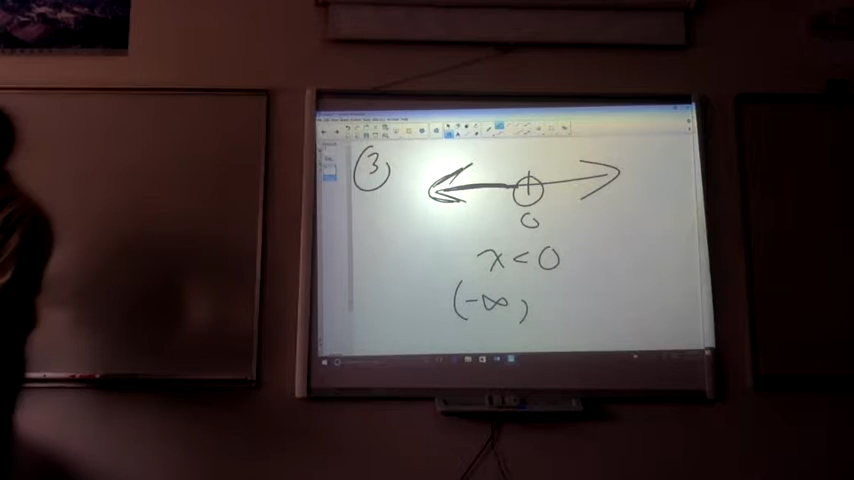 3
0
x < 0
(-∞,